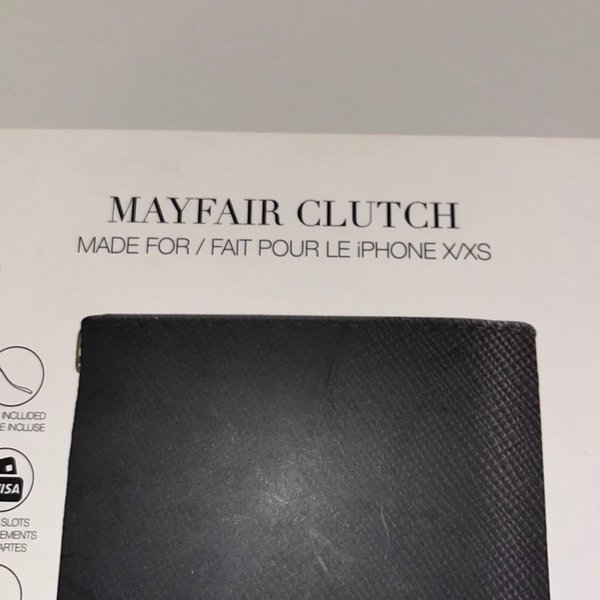 MAYFAIR CLUTCH
MADE FOR / FAIT POUR LE iPHONE X/XS
INCLUDED
E INCLUSE
VISA
SLOTS
EMENTS
ARTES